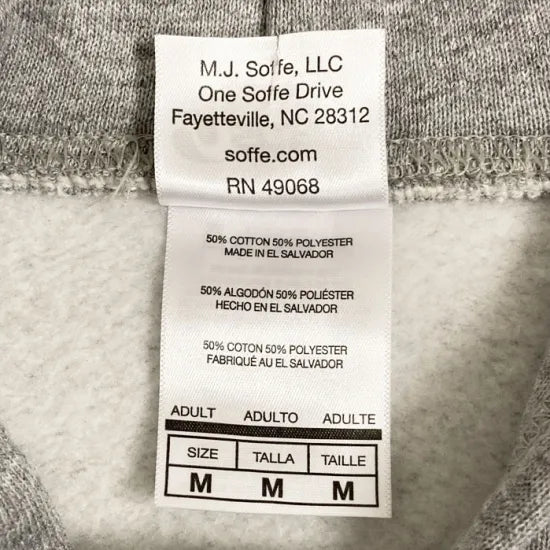 M.J. Soffe, LLC
One Soffe Drive
Fayetteville, NC 28312
soffe.com
RN 49068
50% COTTON 50% POLYESTER
MADE IN EL SALVADOR
50% ALGODÓN 50% POLIÉSTER
HECHO EN EL SALVADOR
50% COTON 50% POLYESTER
FABRIQUÉ AU EL SALVADOR
ADULT ADULTO ADULTE
SIZE TALLA TAILLE
M M M